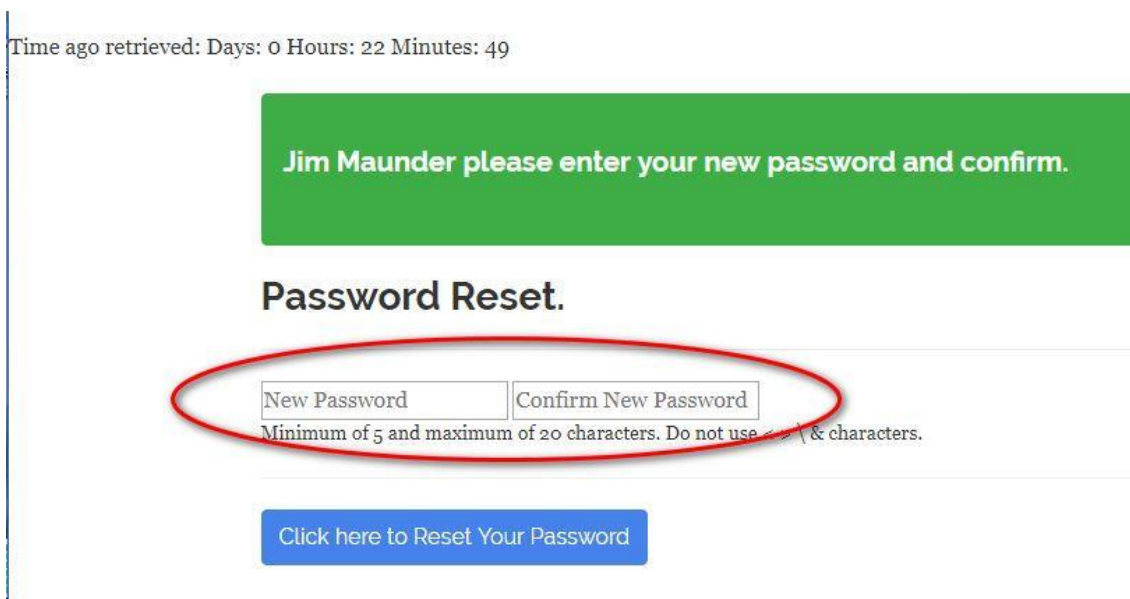 Time ago retrieved: Days: 0 Hours: 22 Minutes: 49
Jim Maunder please enter your new password and confirm.
Password Reset.
New Password Confirm New Password
Minimum of 5 and maximum of 20 characters. Do not use < > \ & characters.
Click here to Reset Your Password